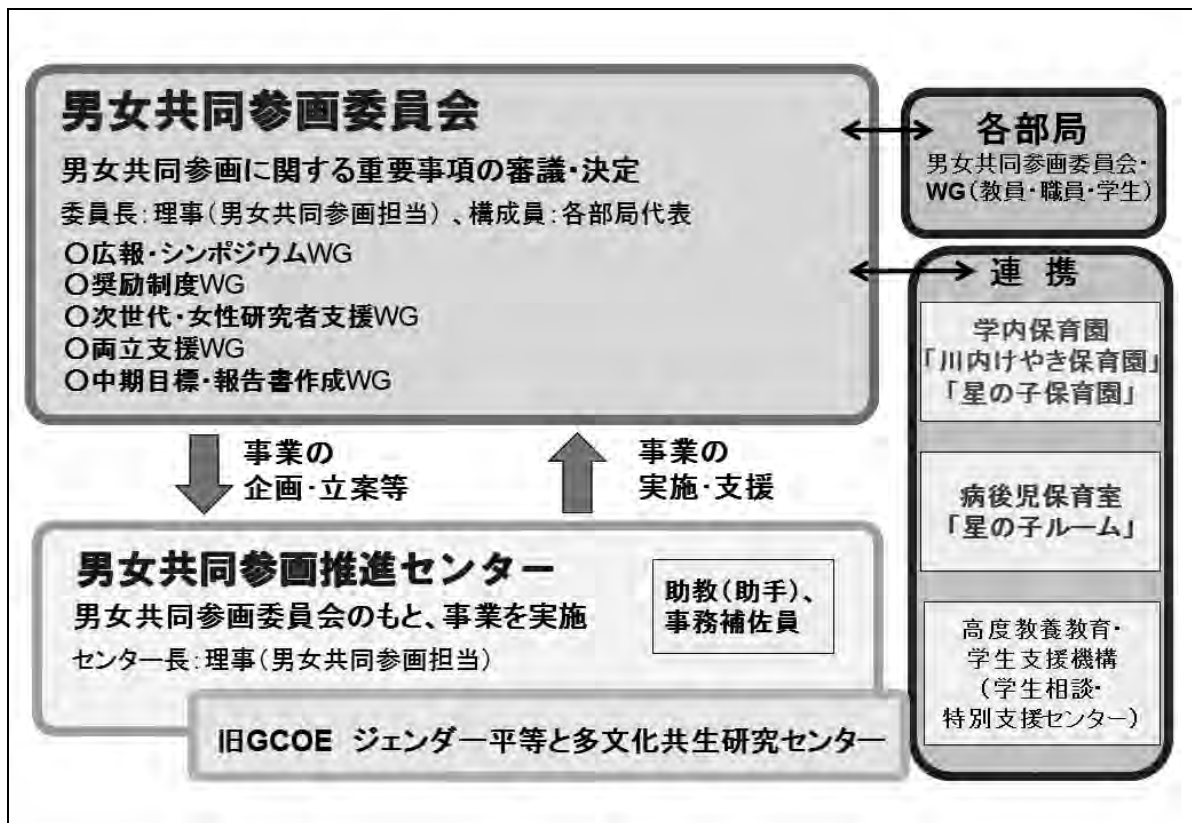 男女共同参画委員会
男女共同参画に関する重要事項の審議・決定
委員長:理事(男女共同参画担当)、構成員:各部局代表
〇広報・シンポジウムWG
〇奨励制度WG
〇次世代・女性研究者支援WG
〇両立支援WG
〇中期目標・報告書作成WG
各部局
男女共同参画委員会・
WG(教員・職員・学生)
連 携
学内保育園
「川内けやき保育園」
「星の子保育園」
病後児保育室
「星の子ルーム」
高度教養教育・
学生支援機構
(学生相談・
特別支援センター)
事業の
企画・立案等
事業の
実施・支援
男女共同参画推進センター
男女共同参画委員会のもと、事業を実施
センター長:理事(男女共同参画担当)
助教(助手)、
事務補佐員
旧GCOE ジェンダー平等と多文化共生研究センター